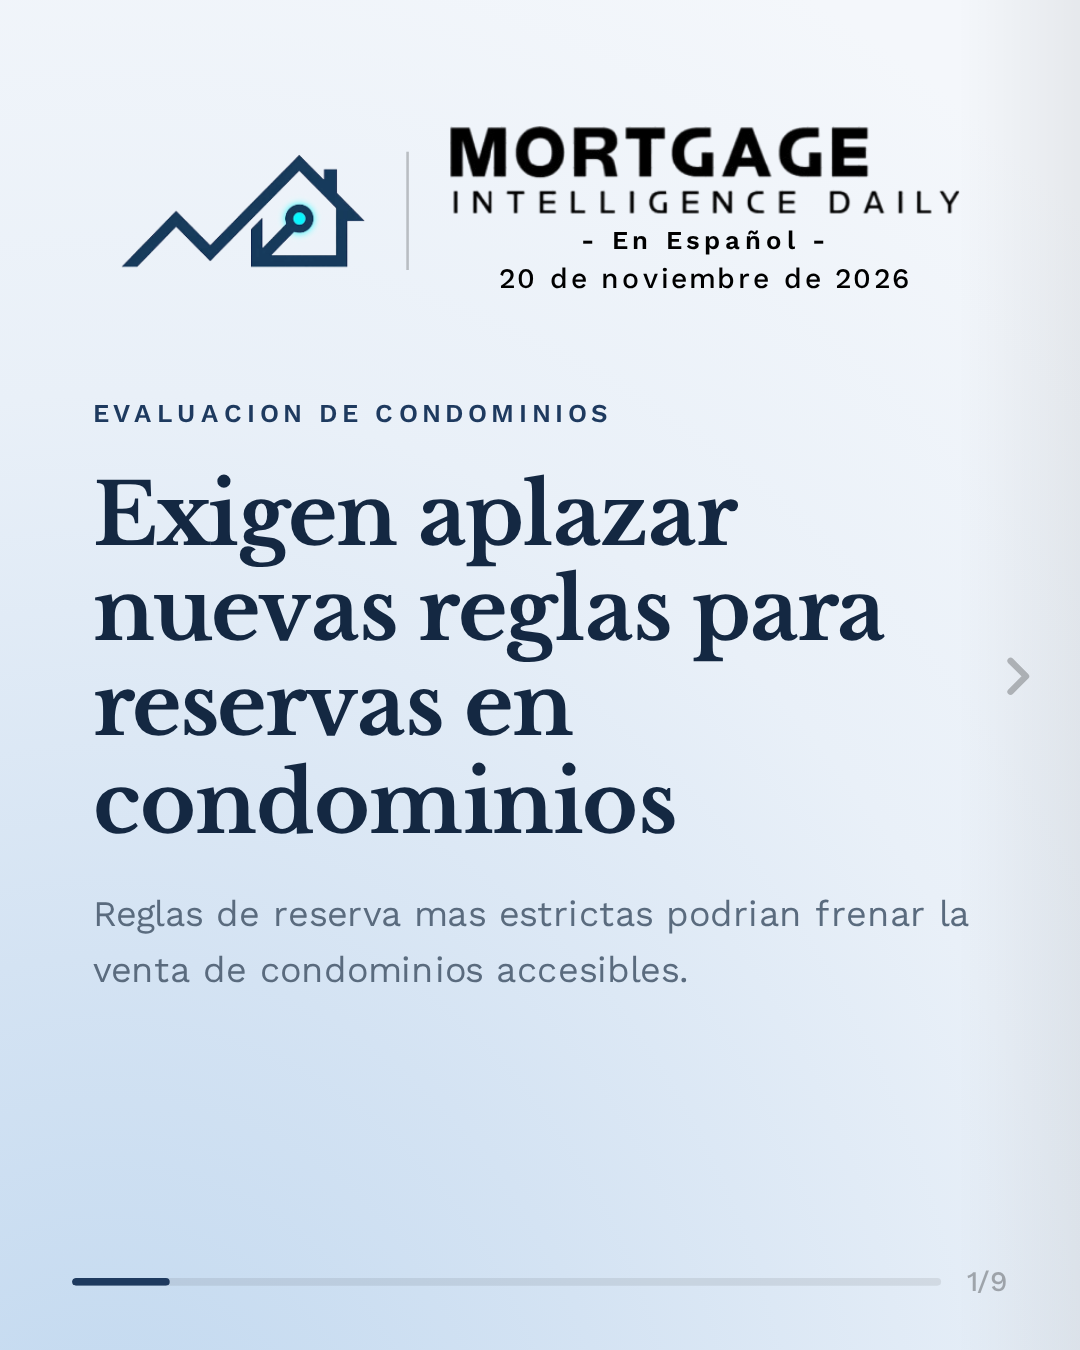 MORTGAGE
INTELLIGENCE DAILY
- En Español -
20 de noviembre de 2026
EVALUACION DE CONDOMINIOS
Exigen aplazar
nuevas reglas para
reservas en
condominios
Reglas de reserva mas estrictas podrian frenar la
venta de condominios accesibles.
1/9